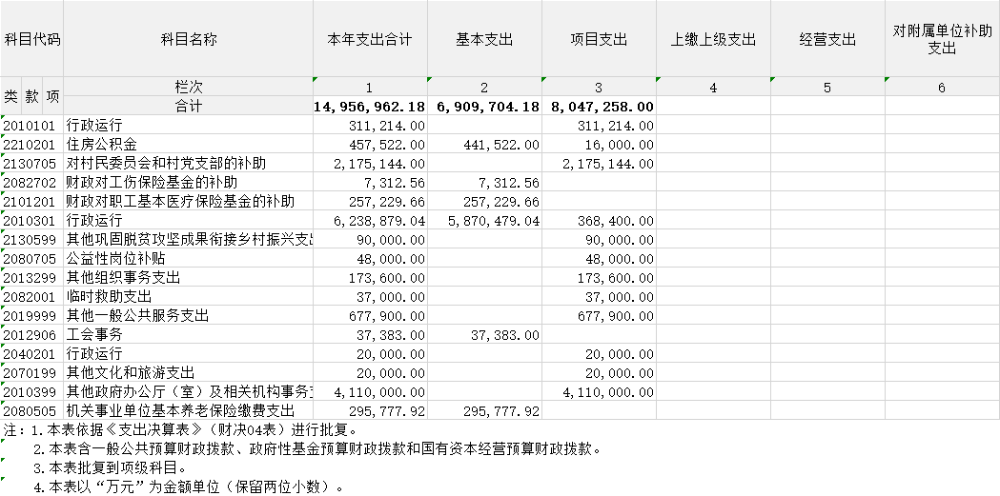 科目代码 科目名称 本年支出合计 基本支出 项目支出 上缴上级支出 经营支出 对附属单位补助支出
类 款 项 栏次 1 2 3 4 5 6
合计 14,956,962.18 6,909,704.18 8,047,258.00
2010101 行政运行 311,214.00 311,214.00
2210201 住房公积金 457,522.00 441,522.00 16,000.00
2130705 对村民委员会和村党支部的补助 2,175,144.00 2,175,144.00
2082702 财政对工伤保险基金的补助 7,312.56 7,312.56
2101201 财政对职工基本医疗保险基金的补助 257,229.66 257,229.66
2010301 行政运行 6,238,879.04 5,870,479.04 368,400.00
2130599 其他巩固脱贫攻坚成果衔接乡村振兴支 90,000.00 90,000.00
2080705 公益性岗位补贴 48,000.00 48,000.00
2013299 其他组织事务支出 173,600.00 173,600.00
2082001 临时救助支出 37,000.00 37,000.00
2019999 其他一般公共服务支出 677,900.00 677,900.00
2012906 工会事务 37,383.00 37,383.00
2040201 行政运行 20,000.00 20,000.00
2070199 其他文化和旅游支出 20,000.00 20,000.00
2010399 其他政府办公厅（室）及相关机构事务 4,110,000.00 4,110,000.00
2080505 机关事业单位基本养老保险缴费支出 295,777.92 295,777.92
注：1.本表依据《支出决算表》（财决04表）进行批复。
2.本表含一般公共预算财政拨款、政府性基金预算财政拨款和国有资本经营预算财政拨款。
3.本表批复到项级科目。
4.本表以“万元”为金额单位（保留两位小数）。